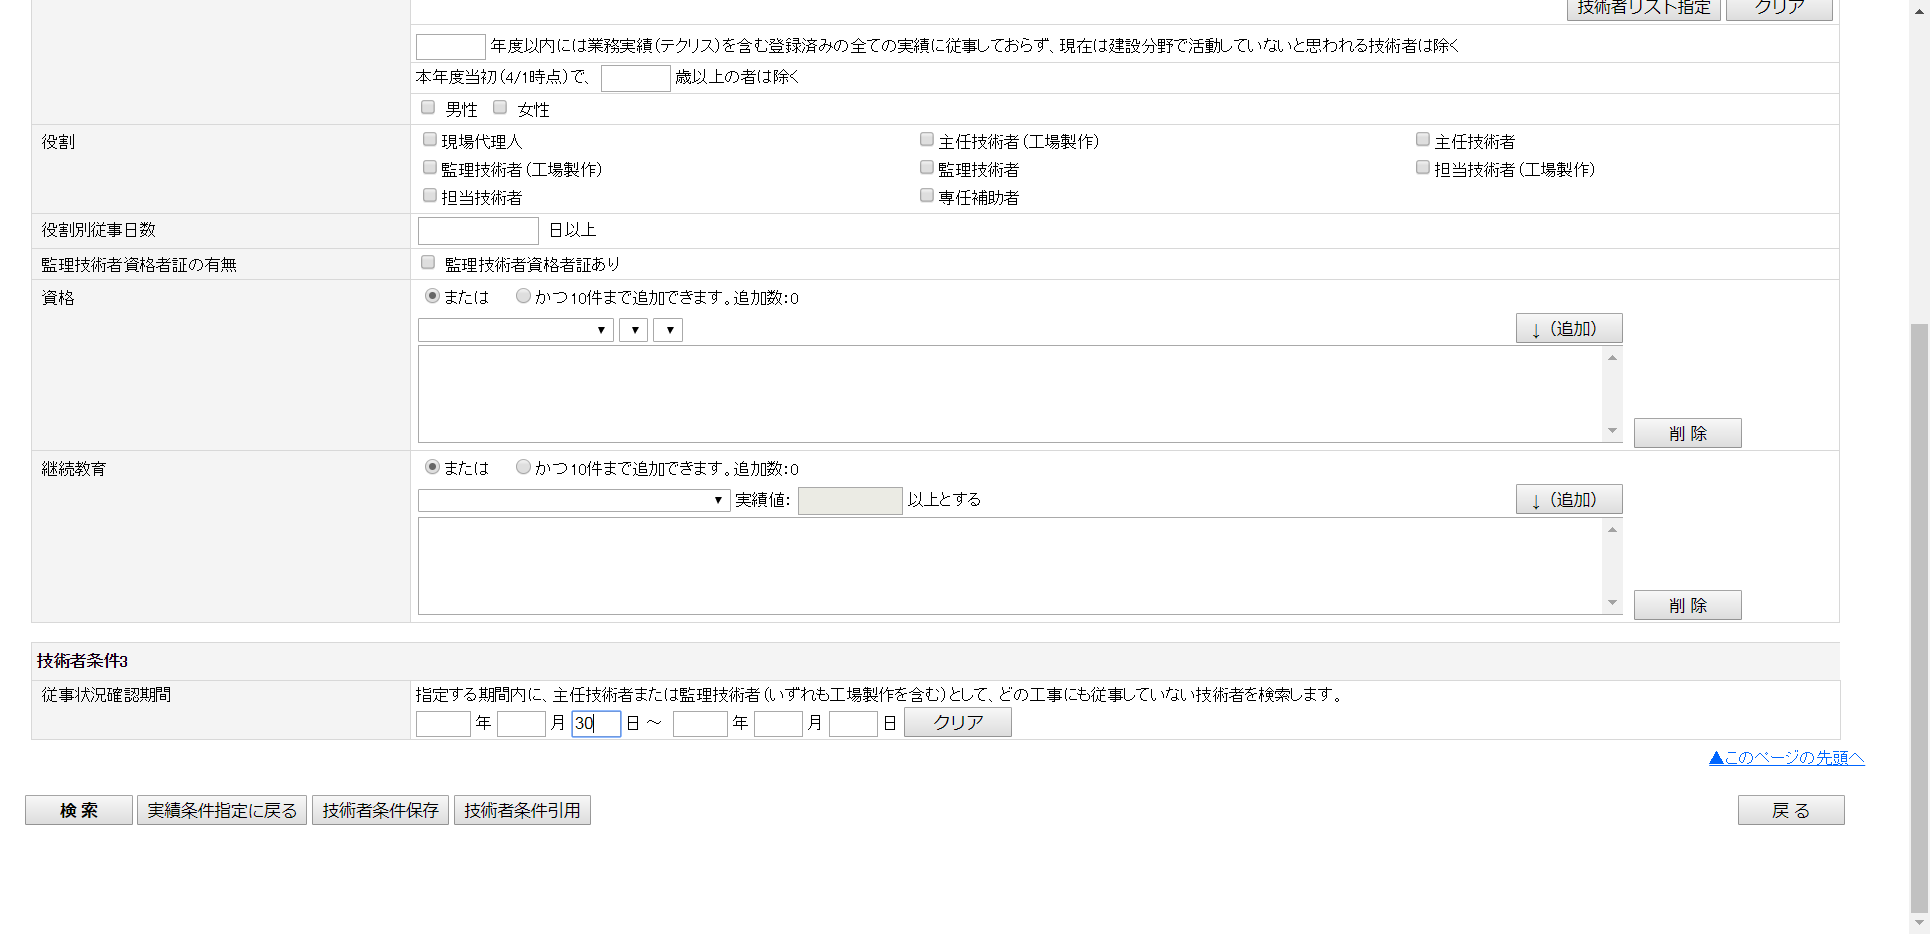 技術者リスト指定 クリア
年度以内には業務実績(テクリス)を含む登録済みの全ての実績に従事しておらず、現在は建設分野で活動していないと思われる技術者は除く
本年度当初(4/1時点)で、 歳以上の者は除く
男性 女性
役割 現場代理人 主任技術者(工場製作) 主任技術者
監理技術者(工場製作) 監理技術者 担当技術者(工場製作)
担当技術者 専任補助者
役割別従事日数 日以上
監理技術者資格者証の有無 監理技術者資格者証あり
資格 または かつ 10件まで追加できます。追加数:0
↓(追加)
削 除
継続教育 または かつ 10件まで追加できます。追加数:0
実績値: 以上とする ↓(追加)
削 除
技術者条件3
従事状況確認期間 指定する期間内に、主任技術者または監理技術者(いずれも工場製作を含む)として、どの工事にも従事していない技術者を検索します。
年 月 30 日 ～ 年 月 日 クリア
▲このページの先頭へ
検 索 実績条件指定に戻る 技術者条件保存 技術者条件引用 戻 る